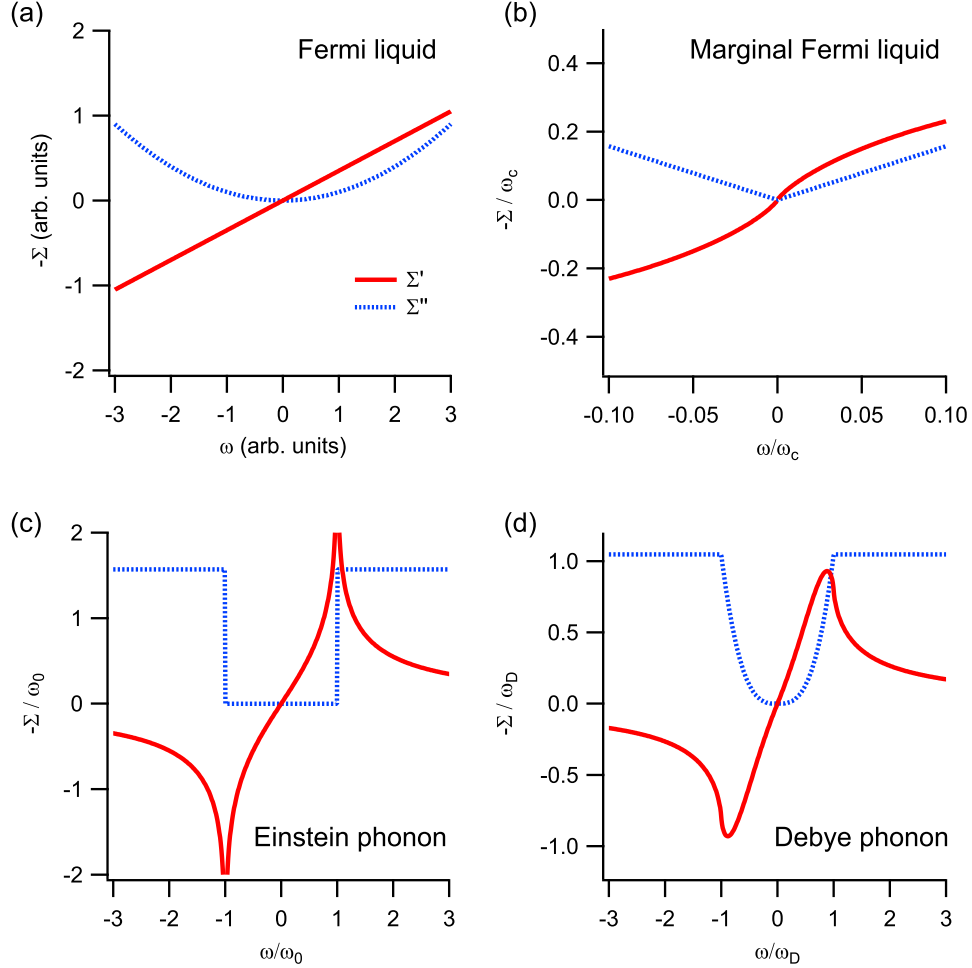 (a)
Fermi liquid
2
1
0
-1
-2
-Σ (arb. units)
Σ'
Σ''
-3 -2 -1 0 1 2 3
ω (arb. units)
(b)
Marginal Fermi liquid
0.4
0.2
0.0
-0.2
-0.4
-Σ / ωc
-0.10 -0.05 0 0.05 0.10
ω/ωc
(c)
2
1
0
-1
-2
-Σ / ω0
Einstein phonon
-3 -2 -1 0 1 2 3
ω/ω0
(d)
1.0
0.5
0.0
-0.5
-1.0
-Σ / ωD
Debye phonon
-3 -2 -1 0 1 2 3
ω/ωD